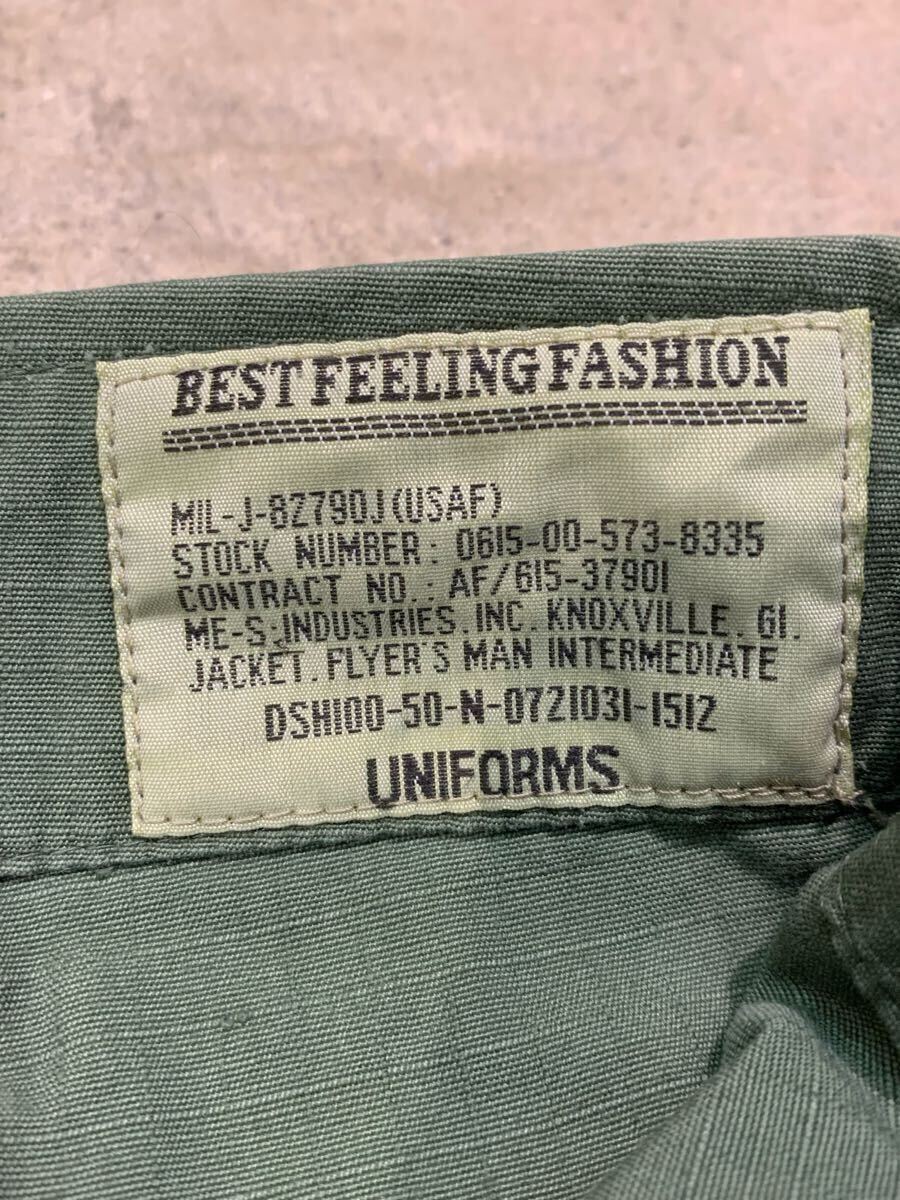 BEST FEELING FASHION
MIL-J-82790J(USAF)
STOCK NUMBER: 0615-00-573-8335
CONTRACT NO.: AF/615-37901
ME-S;INDUSTRIES.INC. KNOXVILLE. GI.
JACKET. FLYER'S MAN INTERMEDIATE
DSH100-50-N-0721031-1512
UNIFORMS